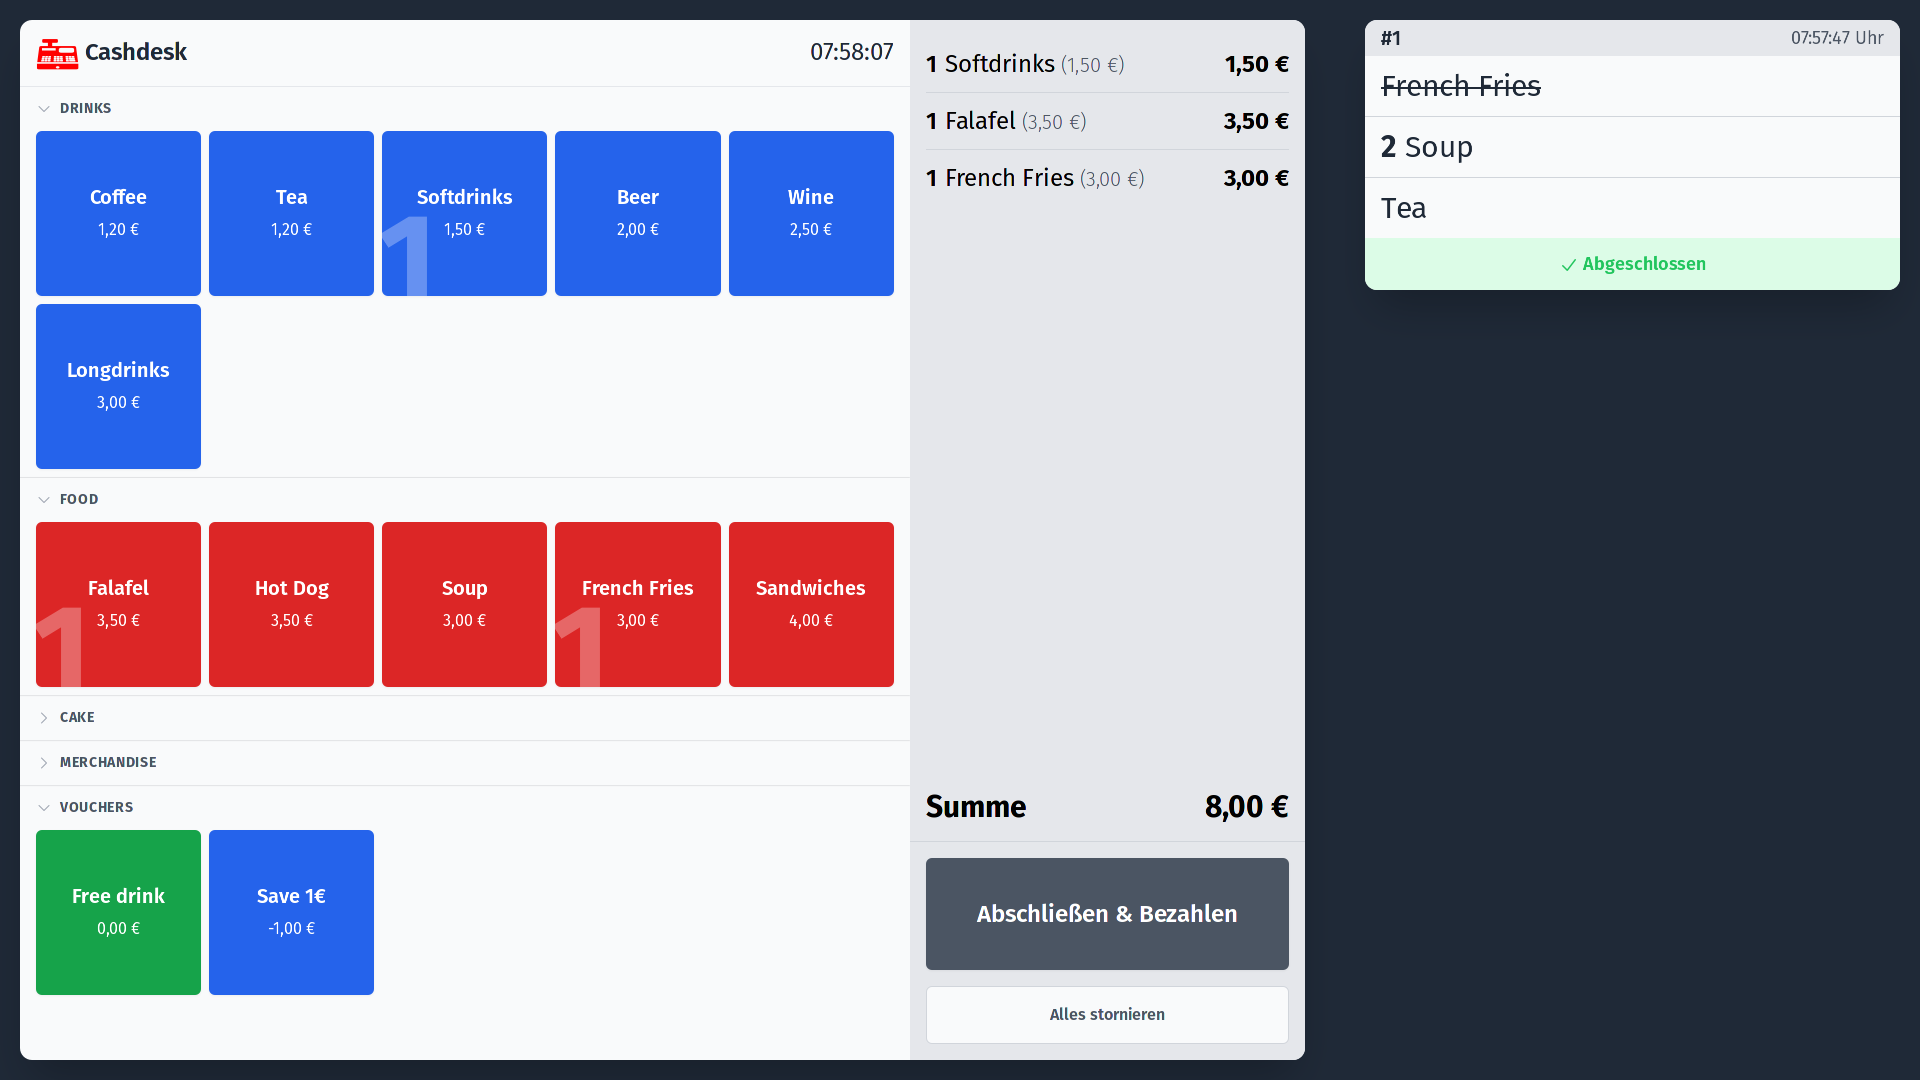 Cashdesk 07:58:07
DRINKS
Coffee
1,20 €
Tea
1,20 €
Softdrinks
1,50 €
1
Beer
2,00 €
Wine
2,50 €
Longdrinks
3,00 €
FOOD
Falafel
3,50 €
1
Hot Dog
3,50 €
Soup
3,00 €
French Fries
3,00 €
1
Sandwiches
4,00 €
CAKE
MERCHANDISE
VOUCHERS
Free drink
0,00 €
Save 1€
-1,00 €
1 Softdrinks (1,50 €) 1,50 €
1 Falafel (3,50 €) 3,50 €
1 French Fries (3,00 €) 3,00 €
Summe 8,00 €
Abschließen & Bezahlen
Alles stornieren
#1 07:57:47 Uhr
French Fries
2 Soup
Tea
Abgeschlossen